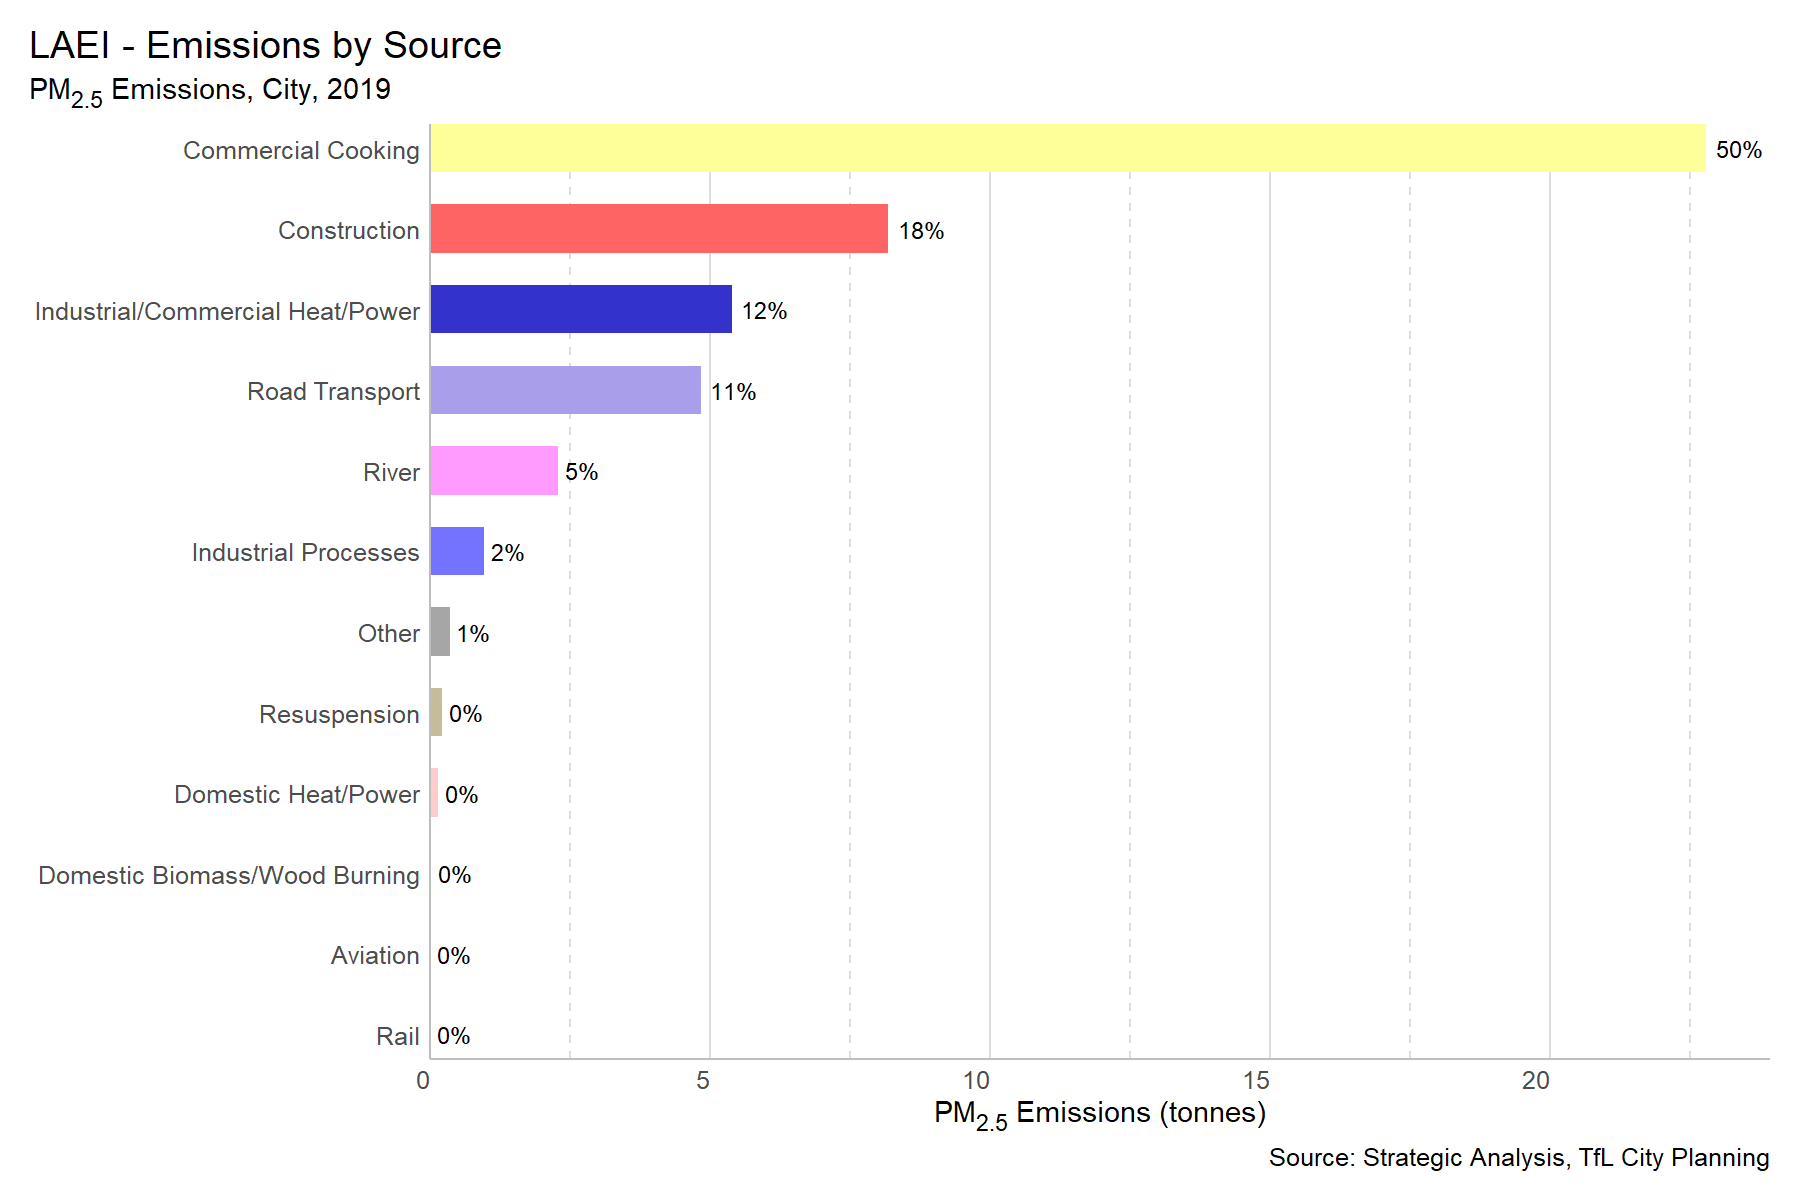 LAEI - Emissions by Source
PM2.5 Emissions, City, 2019
Commercial Cooking 50%
Construction 18%
Industrial/Commercial Heat/Power 12%
Road Transport 11%
River 5%
Industrial Processes 2%
Other 1%
Resuspension 0%
Domestic Heat/Power 0%
Domestic Biomass/Wood Burning 0%
Aviation 0%
Rail 0%
0 5 10 15 20
PM2.5 Emissions (tonnes)
Source: Strategic Analysis, TfL City Planning